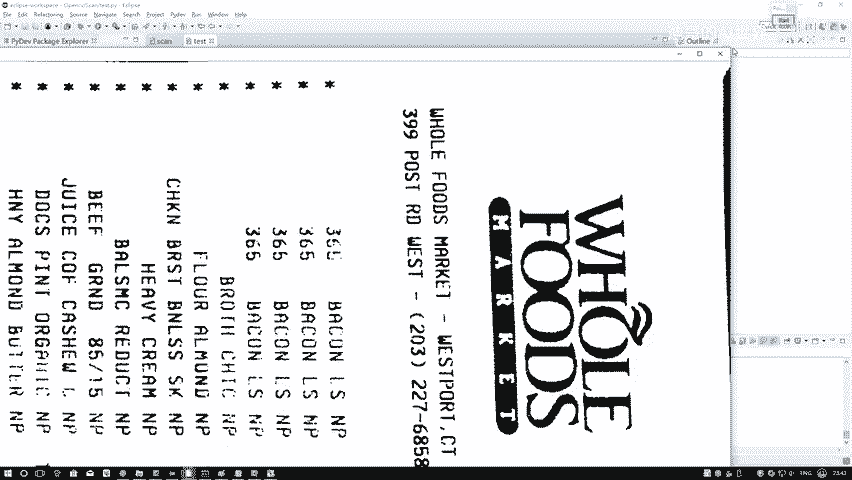 eclipse-workspace - OpencvScan/test.py - Eclipse
File Edit Refactoring Source Navigate Search Project Pydev Run Window Help
PyDev Package Explorer
scan
test
Outline
WHOLE
FOODS
MARKET
WHOLE FOODS MARKET - WESTPORT,CT
399 POST RD WEST - (203) 227-6858
* 365 BACON LS NP
* 365 BACON LS NP
* 365 BACON LS NP
* 365 BACON LS NP
* BROTH CHIC NP
* FLOUR ALMOND NP
* CHKN BRST BNLSS SK NP
* HEAVY CREAM NP
* BALSMC REDUCT NP
* BEEF GRND 85/15 NP
* JUICE COF CASHEW L NP
* DOCS PINT ORGANIC NP
* HNY ALMOND BUTTER NP
ENG
23:43